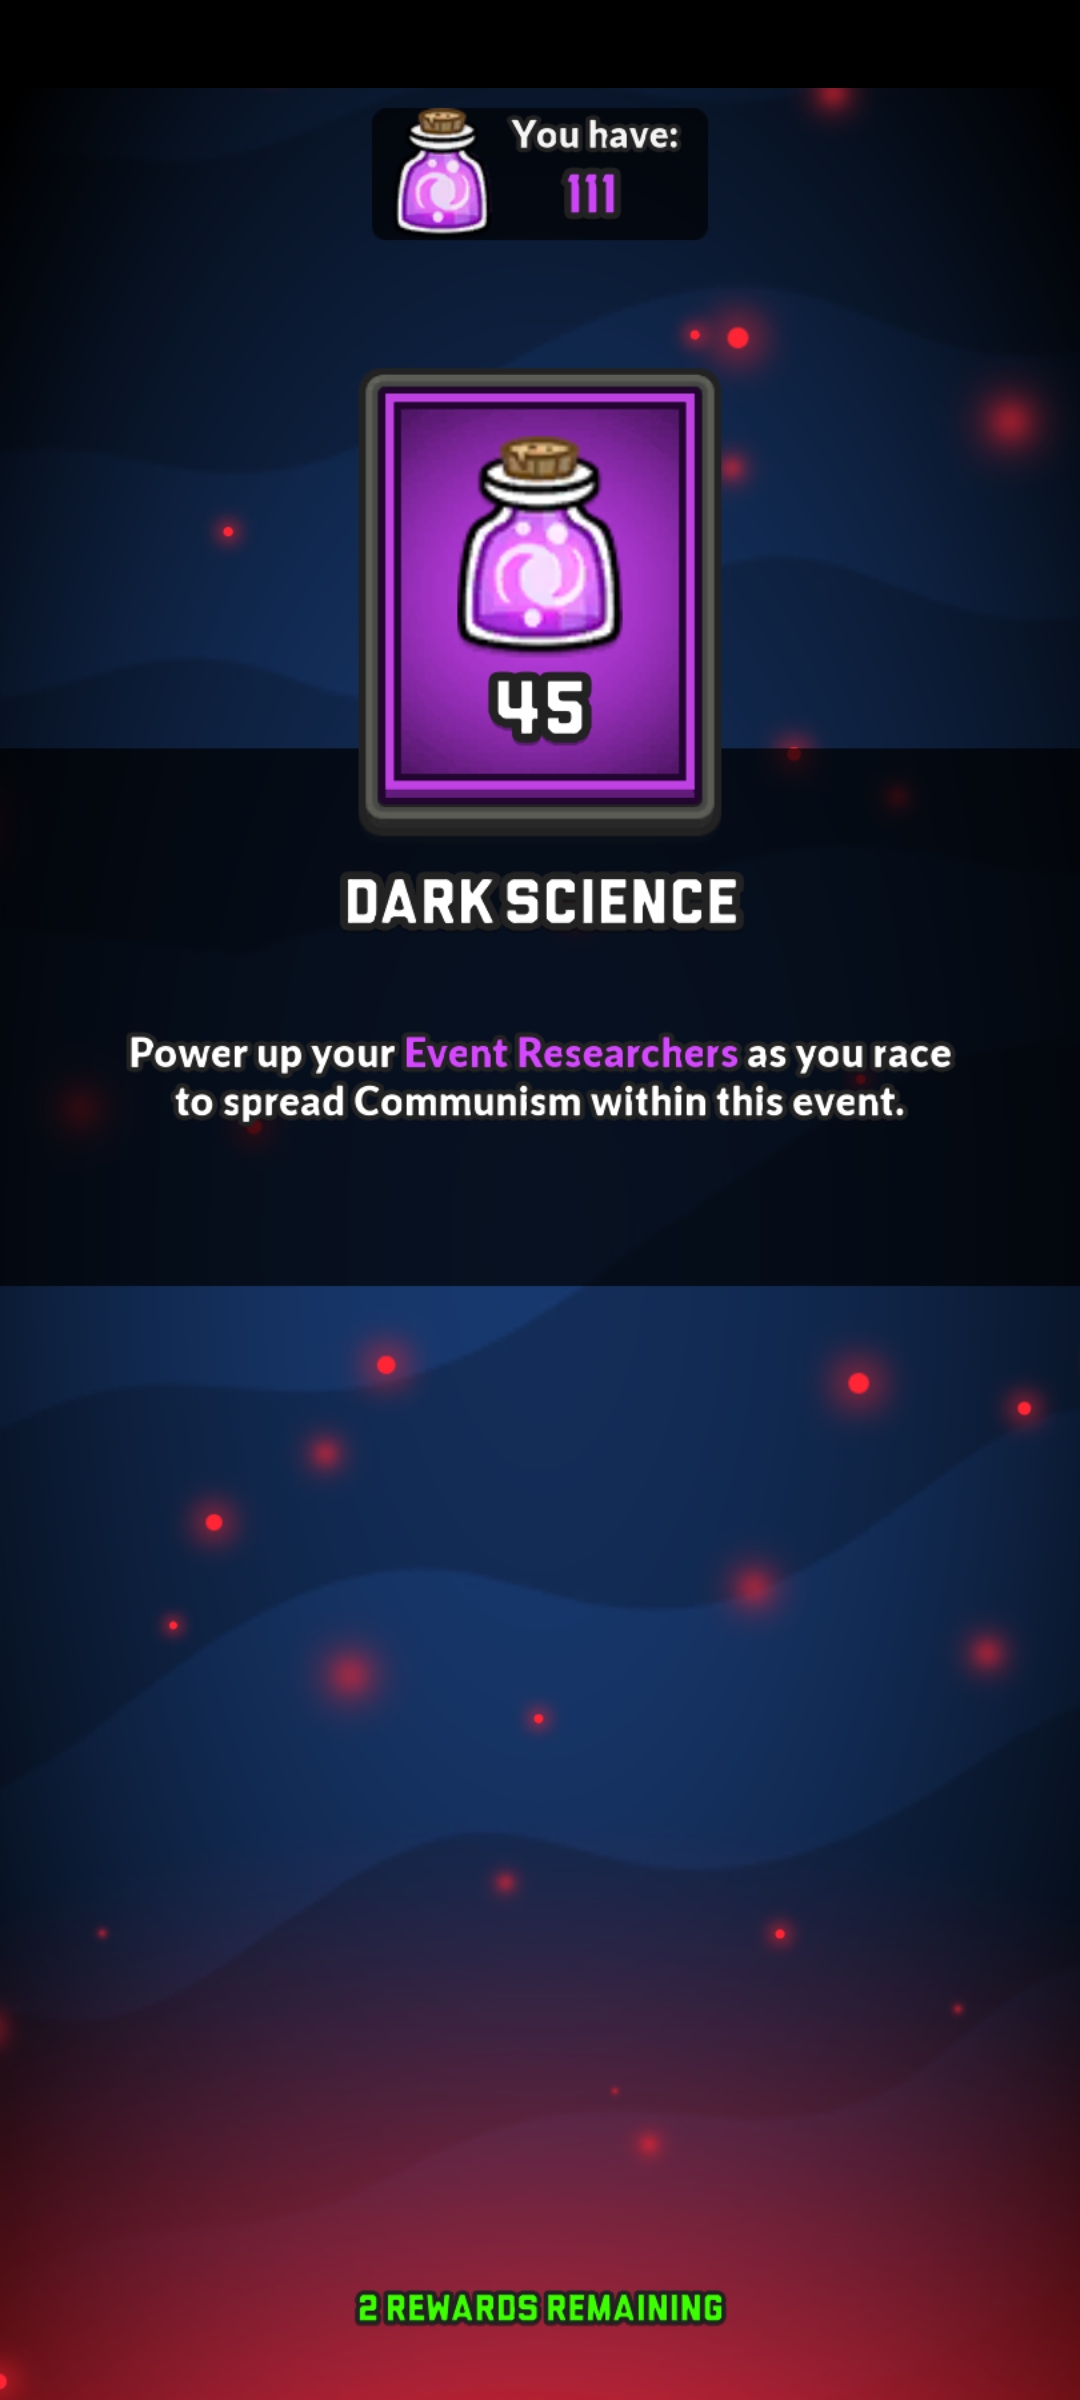 You have:
111
45
DARK SCIENCE
Power up your Event Researchers as you race
to spread Communism within this event.
2 REWARDS REMAINING